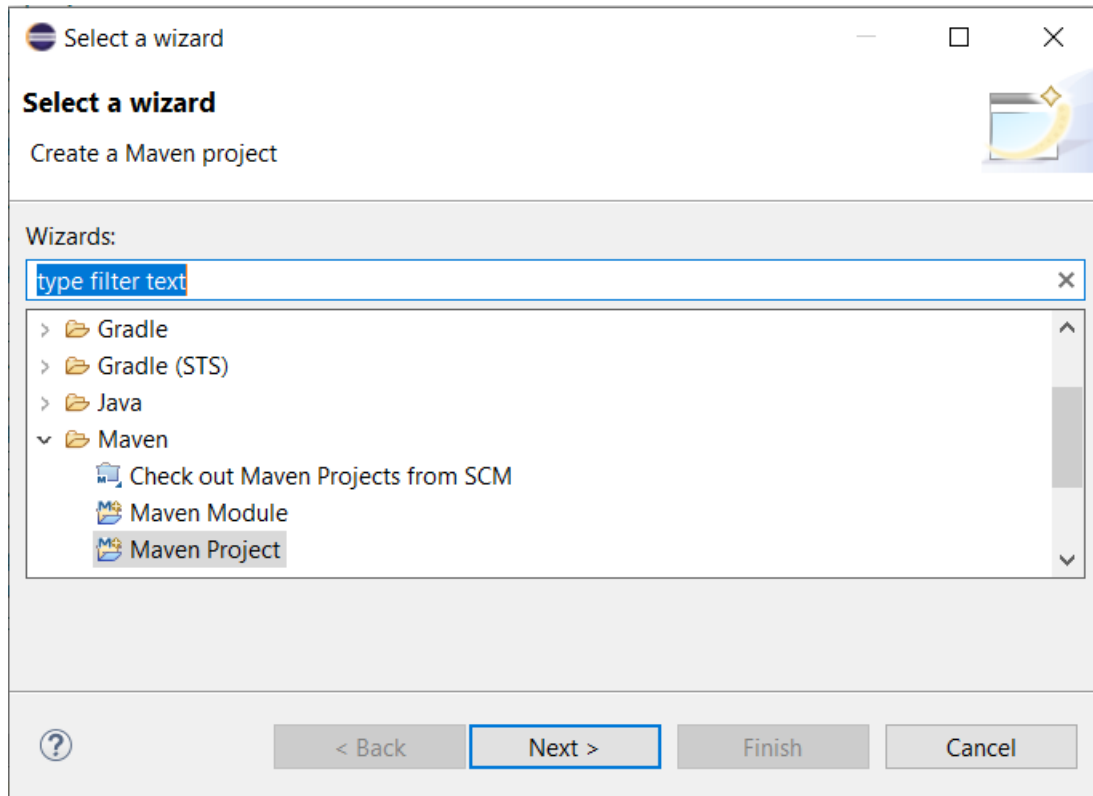 Select a wizard
Select a wizard
Create a Maven project
Wizards:
type filter text
Gradle
Gradle (STS)
Java
Maven
Check out Maven Projects from SCM
Maven Module
Maven Project
< Back Next > Finish Cancel